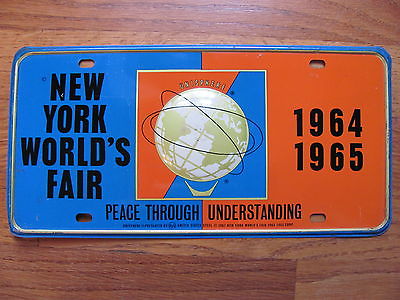 © NEW
YORK
WORLD'S
FAIR
UNISPHERE
®
1964
1965
PEACE THROUGH UNDERSTANDING